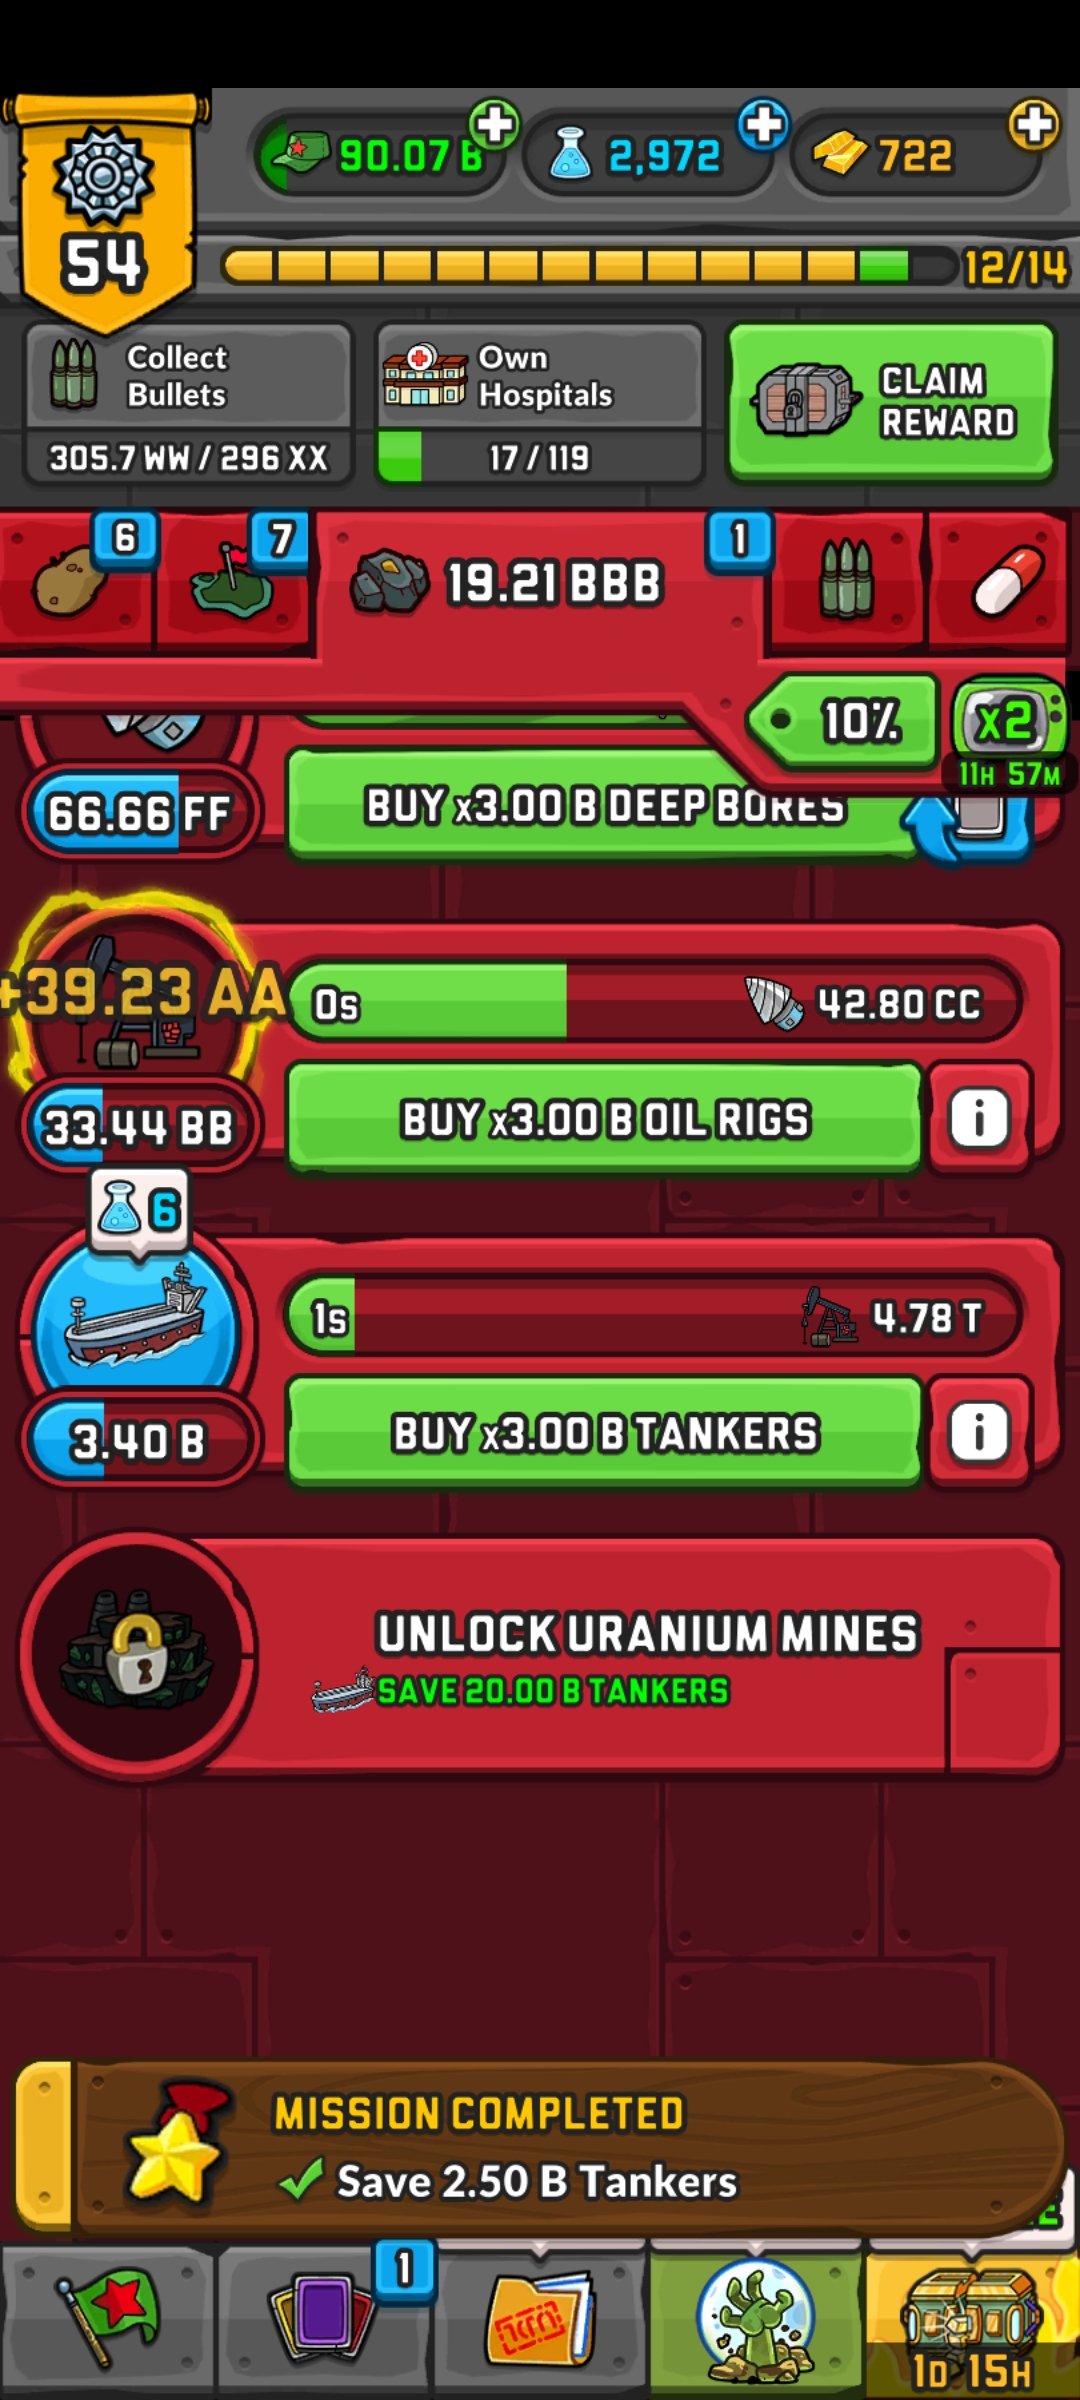 90.07 B
2,972
722
54
12/14
Collect
Bullets
305.7 WW / 296 XX
Own
Hospitals
17 / 119
CLAIM
REWARD
6
7
19.21 BBB
1
10%
x2
11H 57M
66.66 FF
BUY x3.00 B DEEP BORES
+39.23 AA
0s
42.80 CC
33.44 BB
BUY x3.00 B OIL RIGS
i
6
1s
4.78 T
3.40 B
BUY x3.00 B TANKERS
i
UNLOCK URANIUM MINES
SAVE 20.00 B TANKERS
MISSION COMPLETED
Save 2.50 B Tankers
1
1D 15H